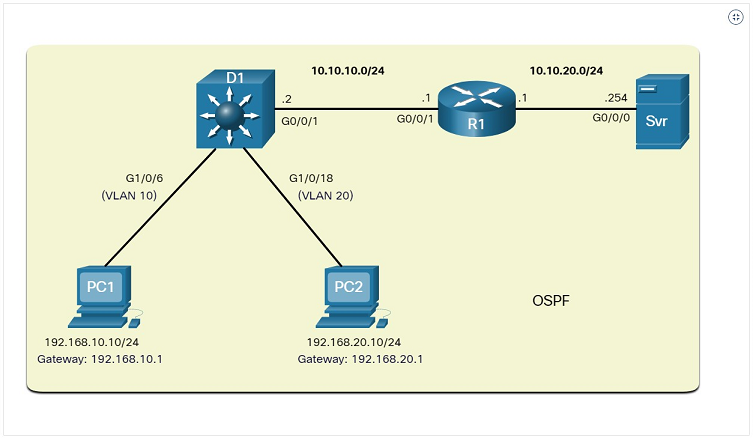 D1
10.10.10.0/24
10.10.20.0/24
.2
.1
.1
.254
G0/0/1
G0/0/1
R1
G0/0/0
Svr
G1/0/6
(VLAN 10)
G1/0/18
(VLAN 20)
PC1
PC2
OSPF
192.168.10.10/24
Gateway: 192.168.10.1
192.168.20.10/24
Gateway: 192.168.20.1